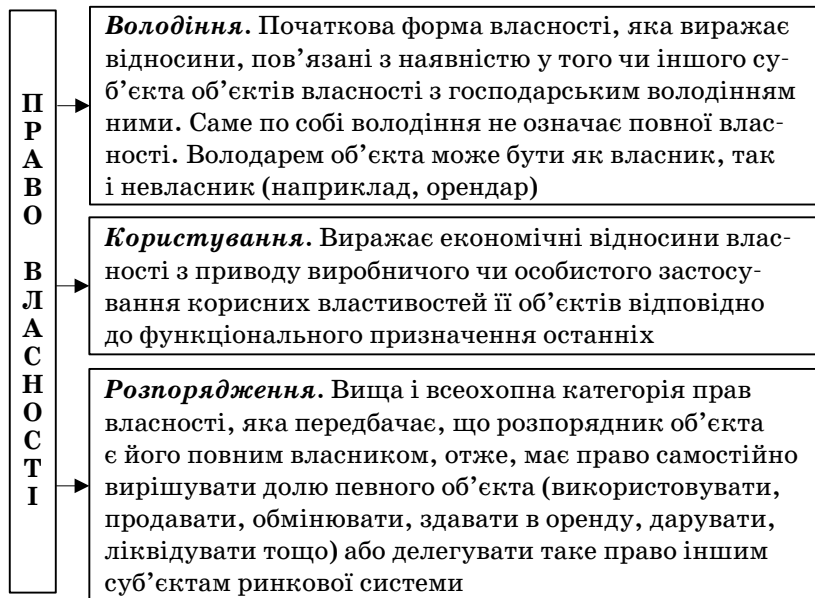 ПРАВО ВЛАСНОСТІ
Володіння. Початкова форма власності, яка виражає
відносини, пов’язані з наявністю у того чи іншого су-
б’єкта об’єктів власності з господарським володінням
ними. Саме по собі володіння не означає повної влас-
ності. Володарем об’єкта може бути як власник, так
і невласник (наприклад, орендар)
Користування. Виражає економічні відносини влас-
ності з приводу виробничого чи особистого застосу-
вання корисних властивостей її об’єктів відповідно
до функціонального призначення останніх
Розпорядження. Вища і всеохопна категорія прав
власності, яка передбачає, що розпорядник об’єкта
є його повним власником, отже, має право самостійно
вирішувати долю певного об’єкта (використовувати,
продавати, обмінювати, здавати в оренду, дарувати,
ліквідувати тощо) або делегувати таке право іншим
суб’єктам ринкової системи